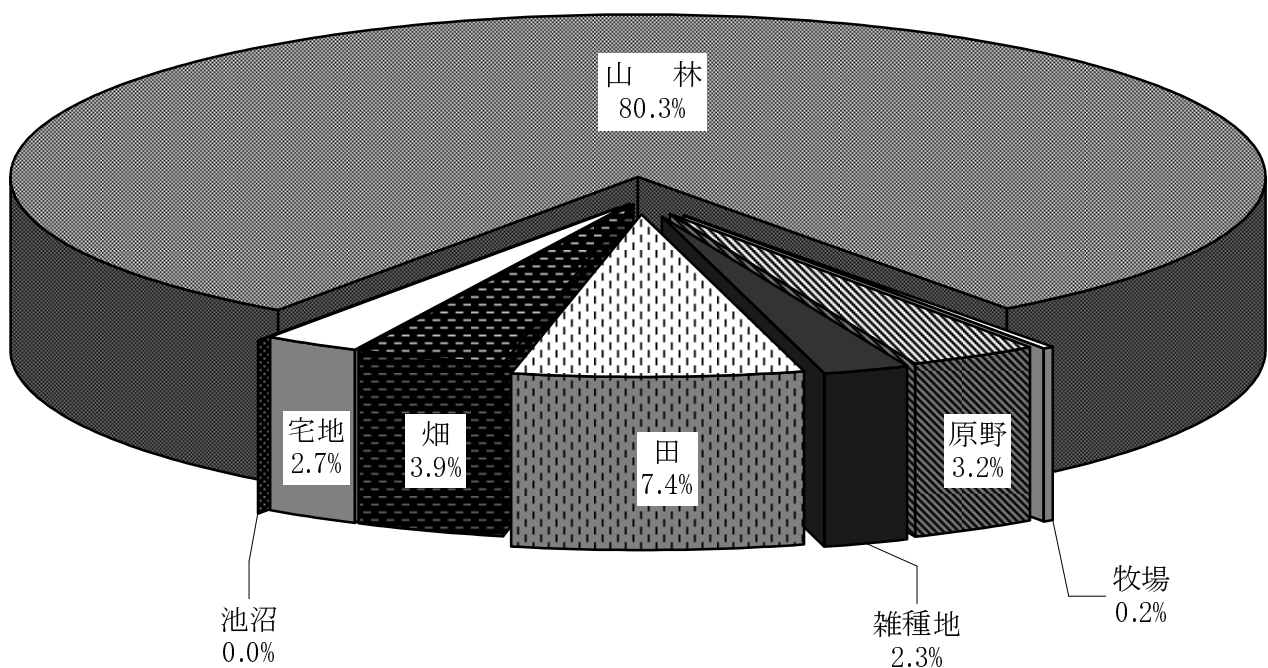 山　林
80.3%
宅地
2.7%
畑
3.9%
田
7.4%
原野
3.2%
池沼
0.0%
雑種地
2.3%
牧場
0.2%